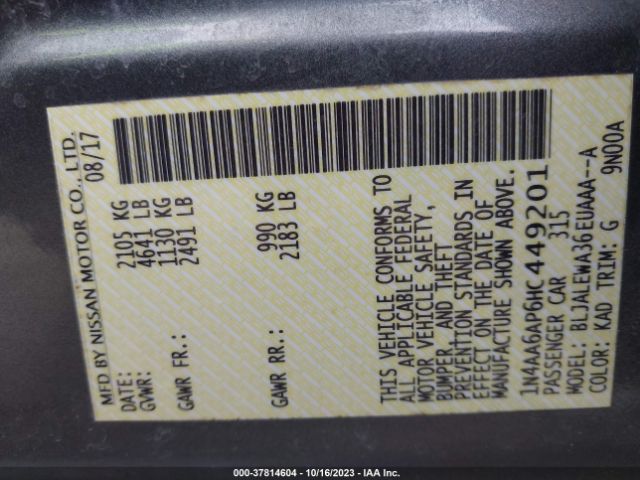 MFD BY NISSAN MOTOR CO., LTD.
DATE: 08/17
GVWR: 2105 KG
4641 LB
GAWR FR.: 1130 KG
2491 LB
GAWR RR.: 990 KG
2183 LB
THIS VEHICLE CONFORMS TO
ALL APPLICABLE FEDERAL
MOTOR VEHICLE SAFETY,
BUMPER, AND THEFT
PREVENTION STANDARDS IN
EFFECT ON THE DATE OF
MANUFACTURE SHOWN ABOVE.
1N4AA6AP6HC449201
PASSENGER CAR 315
MODEL: BLJALEWA36EUAAA--A
COLOR: KAD TRIM: G 9N00A
000-37814604 - 10/16/2023 - IAA Inc.